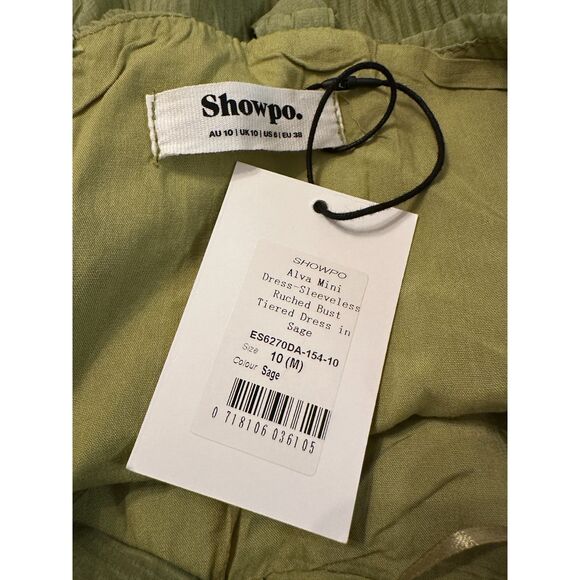 Showpo.
AU 10 | UK 10 | US 6 | EU 38
SHOWPO
Alva Mini
Dress-Sleeveless
Ruched Bust
Tiered Dress in
Sage
ES6270DA-154-10
Size 10 (M)
Colour Sage
0 718106 036105